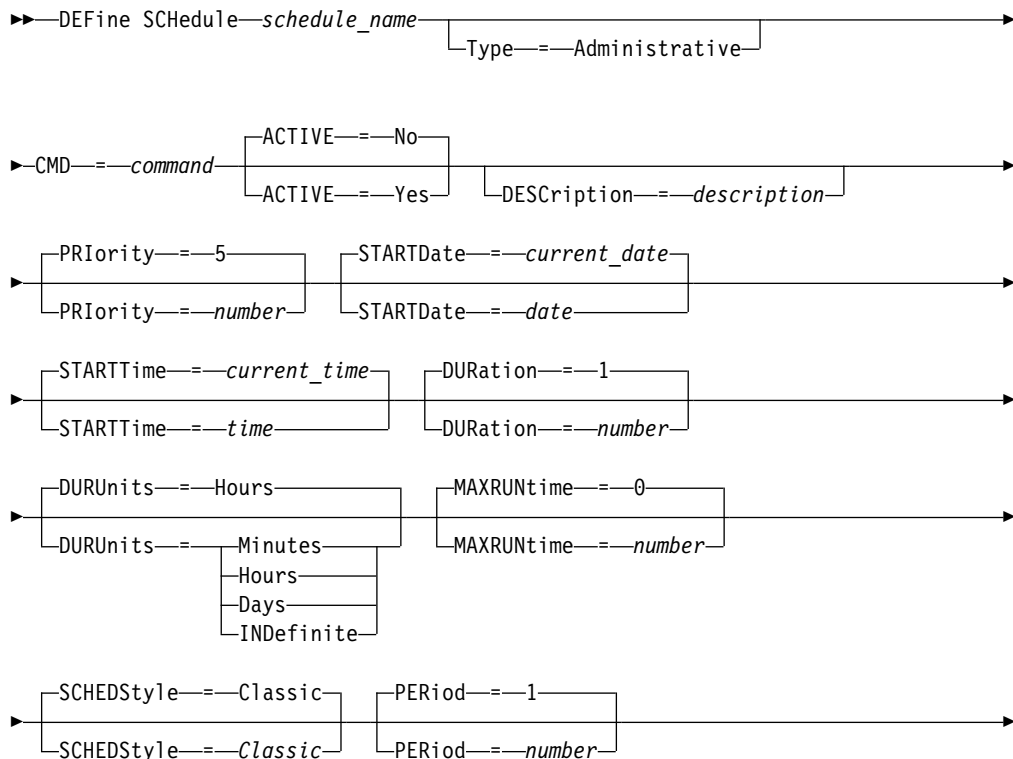 DEFine SCHedule schedule_name
Type = Administrative
CMD = command ACTIVE = No
ACTIVE = Yes
DESCription = description
PRIority = 5 STARTDate = current_date
PRIority = number STARTDate = date
STARTTime = current_time DURation = 1
STARTTime = time DURation = number
DURUnits = Hours MAXRUNtime = 0
DURUnits = Minutes MAXRUNtime = number
Hours
Days
INDefinite
SCHEDStyle = Classic PERiod = 1
SCHEDStyle = Classic PERiod = number